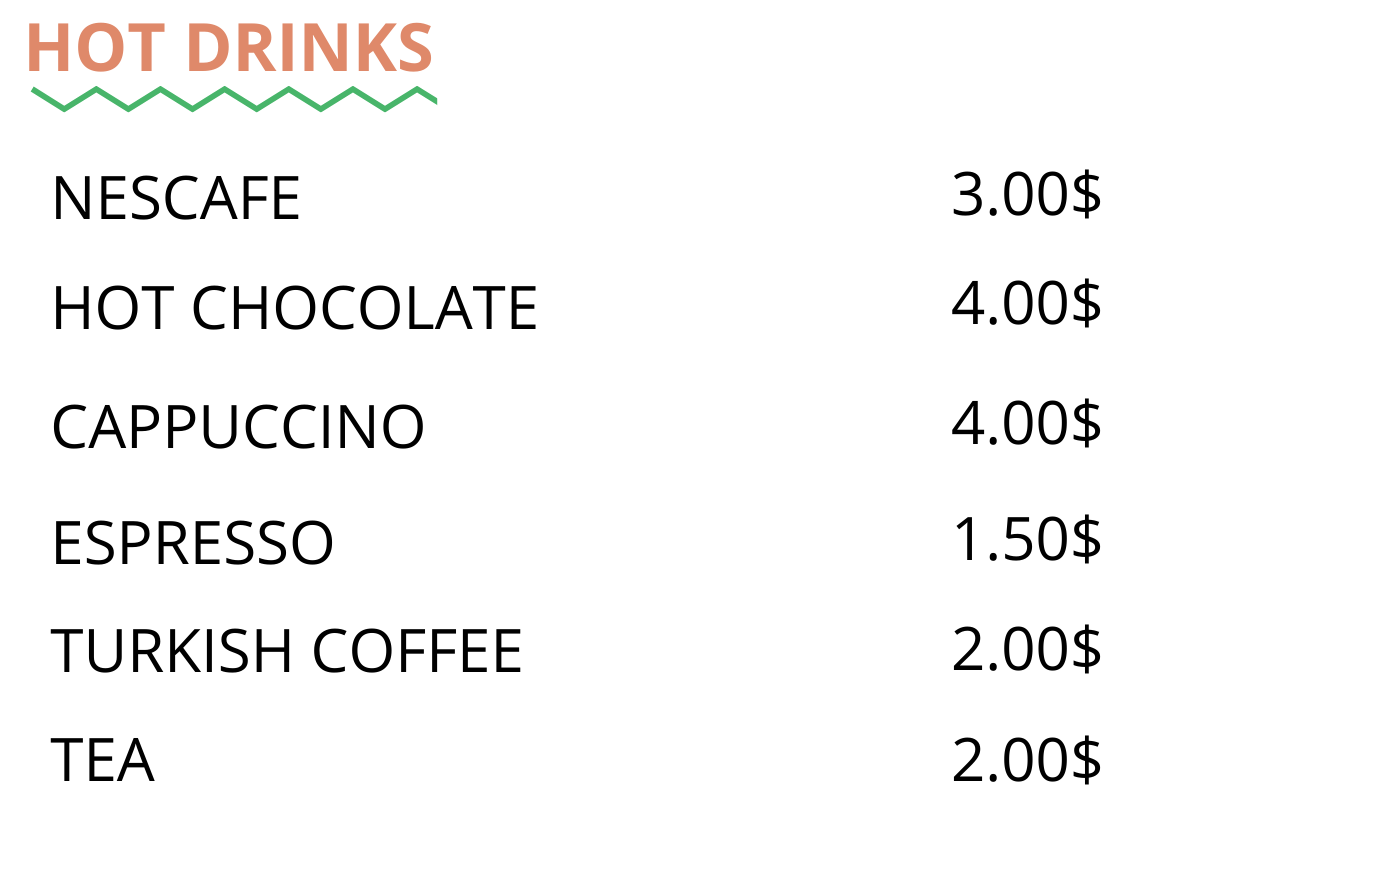 HOT DRINKS
NESCAFE 3.00$
HOT CHOCOLATE 4.00$
CAPPUCCINO 4.00$
ESPRESSO 1.50$
TURKISH COFFEE 2.00$
TEA 2.00$